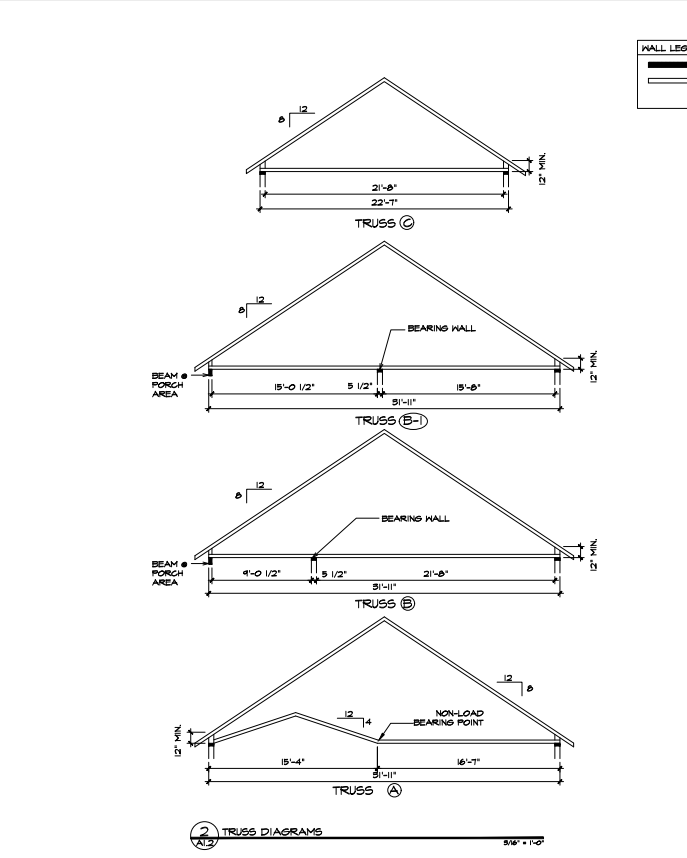 WALL LEG
12
8
12" MIN.
21'-8"
22'-7"
TRUSS C
12
8
BEARING WALL
12" MIN.
BEAM @
PORCH
AREA
15'-0 1/2" 5 1/2" 15'-8"
31'-11"
TRUSS B-1
12
8
BEARING WALL
12" MIN.
BEAM @
PORCH
AREA
9'-0 1/2" 5 1/2" 21'-8"
31'-11"
TRUSS B
12
8
12
4
NON-LOAD
BEARING POINT
12" MIN.
15'-4" 16'-7"
31'-11"
TRUSS A
2 TRUSS DIAGRAMS
A1.2 3/16" = 1'-0"